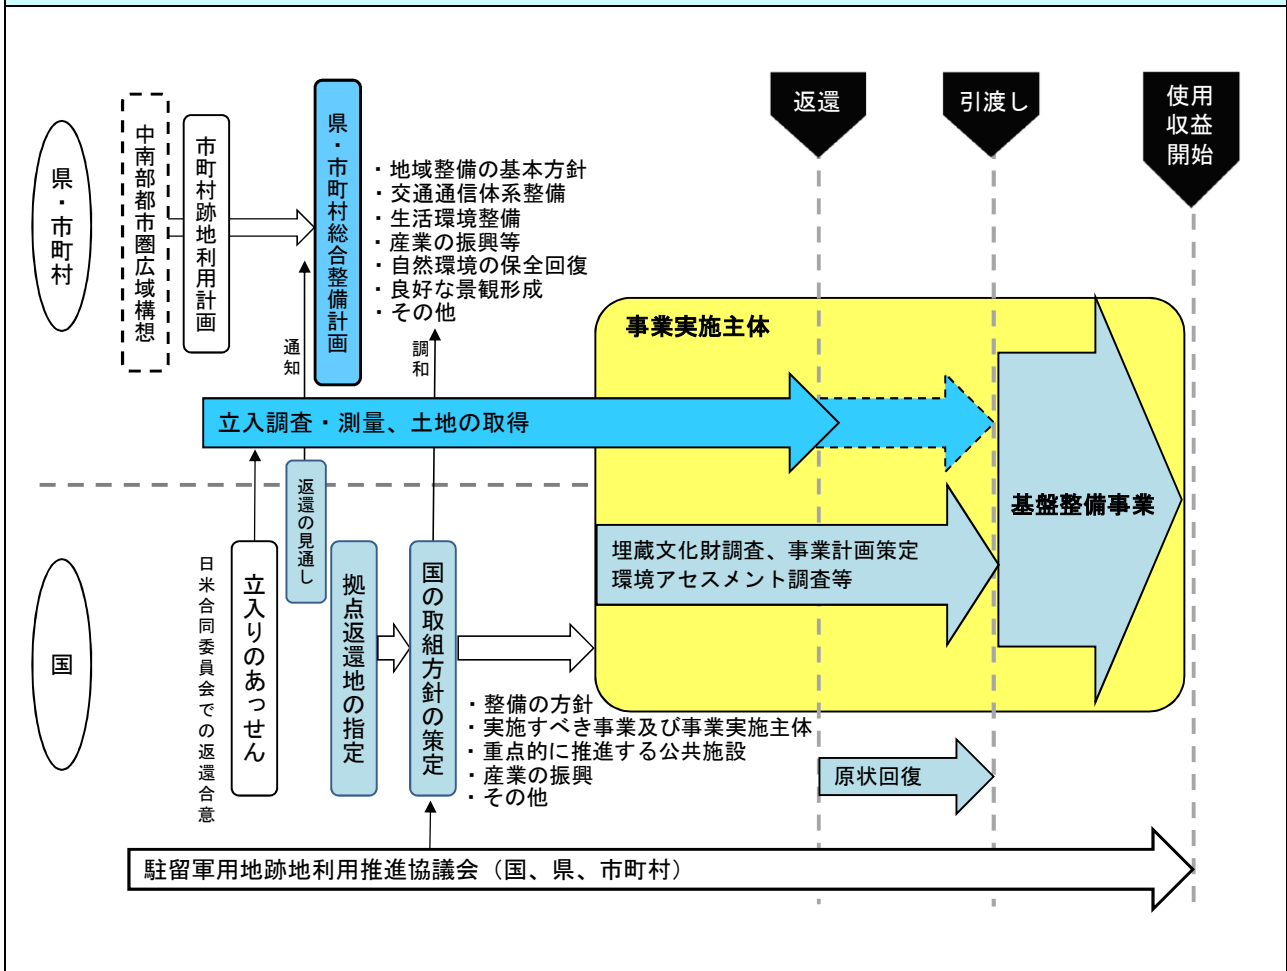 返還
引渡し
使用
収益
開始
県・市町村
中南部都市圏広域構想
市町村跡地利用計画
県・市町村総合整備計画
・地域整備の基本方針
・交通通信体系整備
・生活環境整備
・産業の振興等
・自然環境の保全回復
・良好な景観形成
・その他
通知
調和
事業実施主体
立入調査・測量、土地の取得
返還の見通し
基盤整備事業
埋蔵文化財調査、事業計画策定
環境アセスメント調査等
国
日米合同委員会での返還合意
立入りのあっせん
拠点返還地の指定
国の取組方針の策定
・整備の方針
・実施すべき事業及び事業実施主体
・重点的に推進する公共施設
・産業の振興
・その他
原状回復
駐留軍用地跡地利用推進協議会（国、県、市町村）